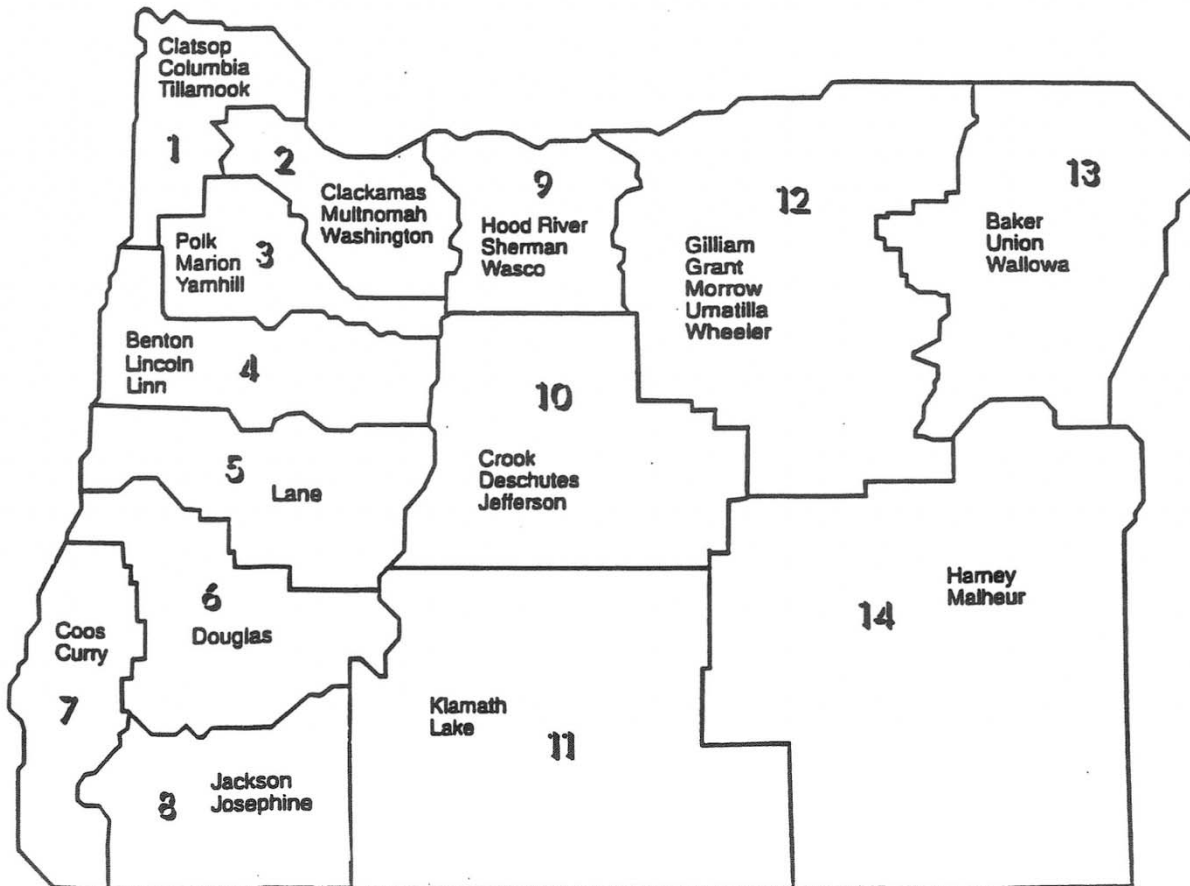 Clatsop
Columbia
Tillamook
1
2
Clackamas
Multnomah
Washington
Polk
Marion
Yamhill
3
Benton
Lincoln
Linn
4
5
Lane
6
Douglas
Coos
Curry
7
8
Jackson
Josephine
9
Hood River
Sherman
Wasco
10
Crook
Deschutes
Jefferson
Klamath
Lake
11
12
Gilliam
Grant
Morrow
Umatilla
Wheeler
13
Baker
Union
Wallowa
Harney
Malheur
14